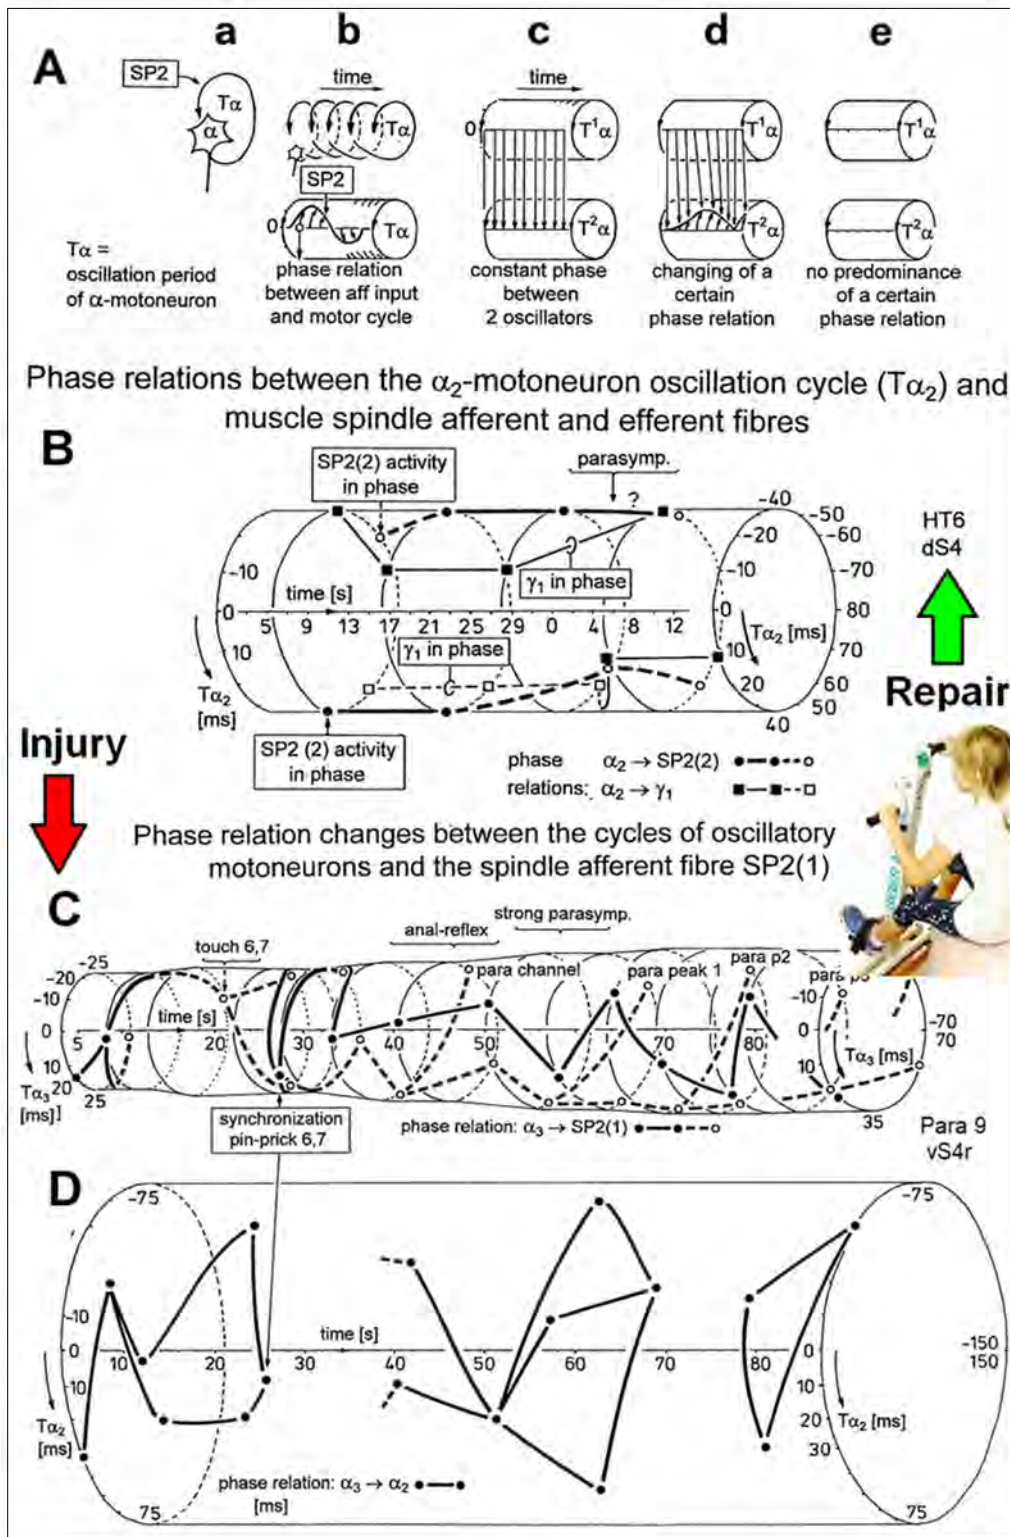 a b c d e
A
SP2
Tα
α
Tα =
oscillation period
of α-motoneuron
time
Tα
SP2
0
Tα
phase relation
between aff input
and motor cycle
time
0
T¹α
T²α
constant phase
between
2 oscillators
T¹α
T²α
changing of a
certain
phase relation
T¹α
T²α
no predominance
of a certain
phase relation
Phase relations between the α₂-motoneuron oscillation cycle (Tα₂) and
muscle spindle afferent and efferent fibres
B
SP2(2) activity
in phase
parasymp.
?
-40
-50
-20
-70
-10
-10
γ₁ in phase
time [s]
0 5 9 13 17 21 25 29 0 4 8 12 0 80
Tα₂ [ms]
10 10 70
γ₁ in phase
20 60
50
40
Tα₂
[ms]
SP2 (2) activity
in phase
phase α₂ → SP2(2)
relations: α₂ → γ₁
HT6
dS4
Repair
Injury
Phase relation changes between the cycles of oscillatory
motoneurons and the spindle afferent fibre SP2(1)
C
strong parasymp.
anal-reflex
touch 6,7
para p2
-25
-20
para channel
para peak 1
-10
-10
time [s]
0 5 20 30 40 50 60 70 80 0
-70
70
Tα₃ [ms]
10 10
20
25
Tα₃
[ms]
35
synchronization
pin-prick 6,7
phase relation: α₃ → SP2(1)
Para 9
vS4r
D
-75 -75
-10
time [s]
0 10 20 30 40 50 60 70 80 0
-150
150
10 10
20
30
Tα₂
[ms]
Tα₂ [ms]
phase relation: α₃ → α₂
[ms]
75 75